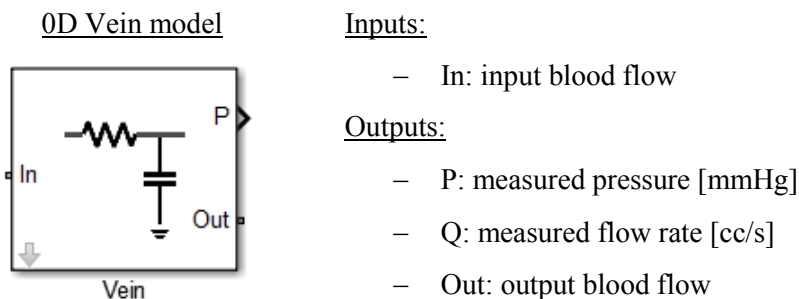 0D Vein model
P
In
Out
Vein
Inputs:
– In: input blood flow
Outputs:
– P: measured pressure [mmHg]
– Q: measured flow rate [cc/s]
– Out: output blood flow